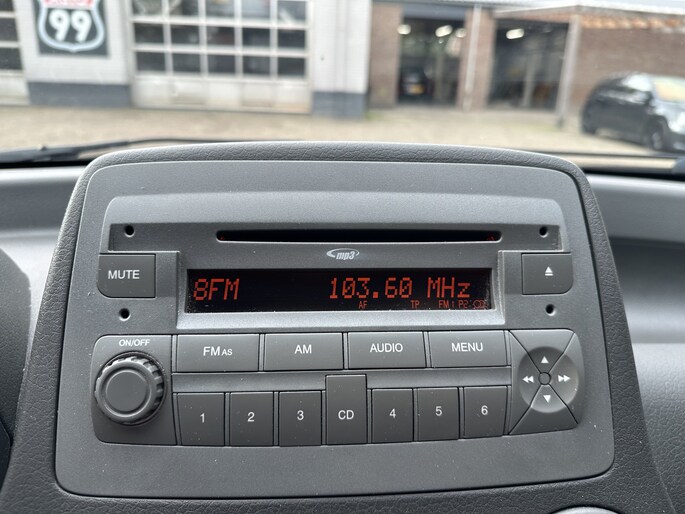 99
mp3
MUTE
8FM 103.60 MHz
AF TP FM1 P2
ON/OFF
FM AS AM AUDIO MENU
1 2 3 CD 4 5 6